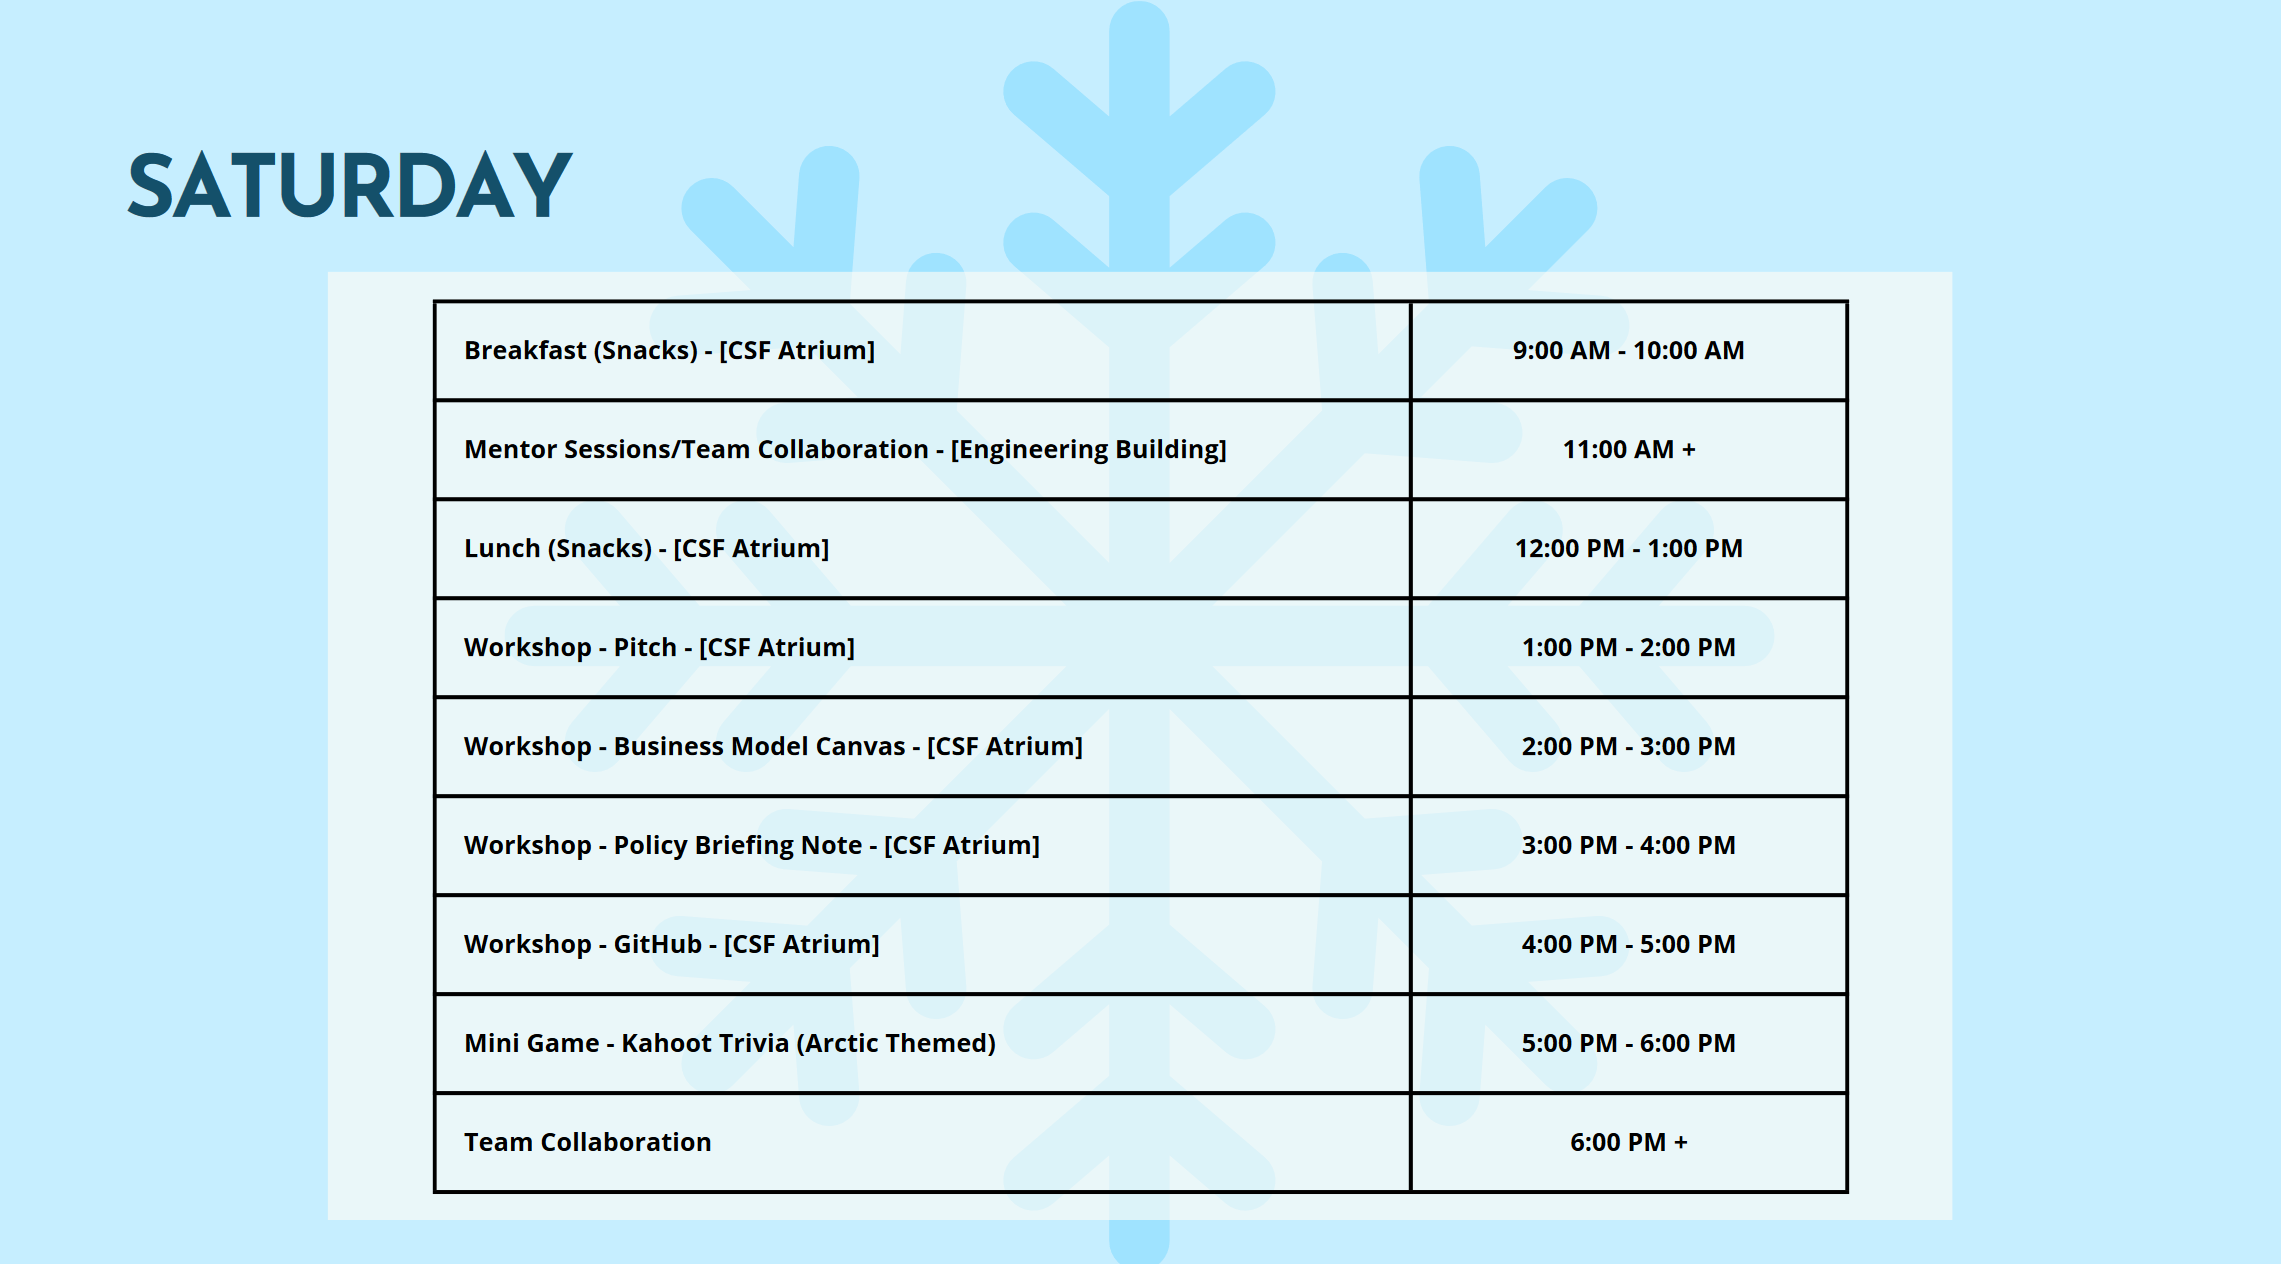 SATURDAY
Breakfast (Snacks) - [CSF Atrium] 9:00 AM - 10:00 AM
Mentor Sessions/Team Collaboration - [Engineering Building] 11:00 AM +
Lunch (Snacks) - [CSF Atrium] 12:00 PM - 1:00 PM
Workshop - Pitch - [CSF Atrium] 1:00 PM - 2:00 PM
Workshop - Business Model Canvas - [CSF Atrium] 2:00 PM - 3:00 PM
Workshop - Policy Briefing Note - [CSF Atrium] 3:00 PM - 4:00 PM
Workshop - GitHub - [CSF Atrium] 4:00 PM - 5:00 PM
Mini Game - Kahoot Trivia (Arctic Themed) 5:00 PM - 6:00 PM
Team Collaboration 6:00 PM +